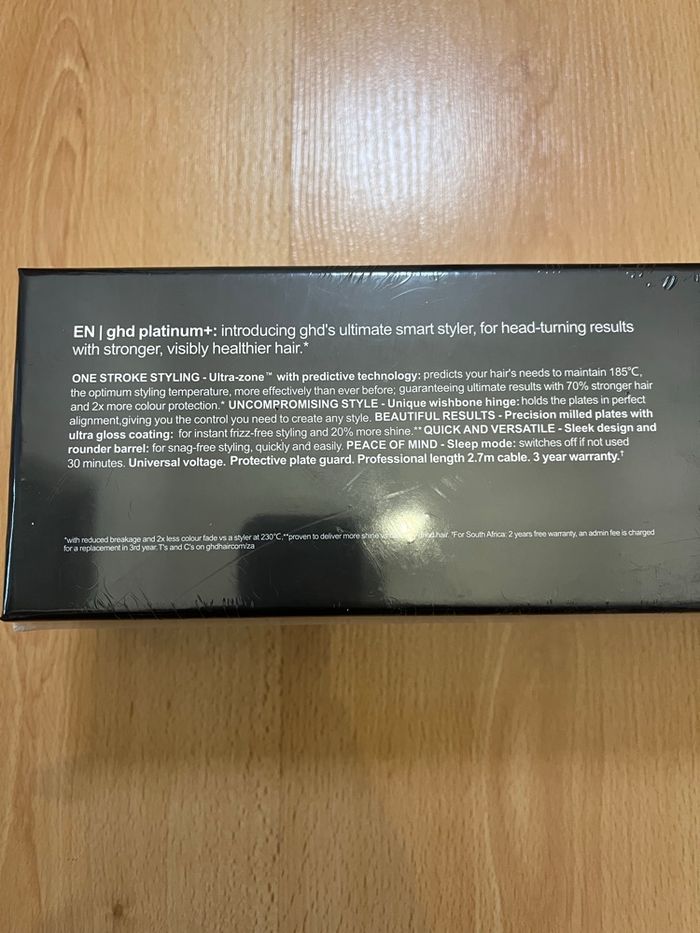 EN | ghd platinum+: introducing ghd's ultimate smart styler, for head-turning results
with stronger, visibly healthier hair.*
ONE STROKE STYLING - Ultra-zone™ with predictive technology: predicts your hair's needs to maintain 185℃,
the optimum styling temperature, more effectively than ever before; guaranteeing ultimate results with 70% stronger hair
and 2x more colour protection.* UNCOMPROMISING STYLE - Unique wishbone hinge: holds the plates in perfect
alignment,giving you the control you need to create any style. BEAUTIFUL RESULTS - Precision milled plates with
ultra gloss coating: for instant frizz-free styling and 20% more shine.** QUICK AND VERSATILE - Sleek design and
rounder barrel: for snag-free styling, quickly and easily. PEACE OF MIND - Sleep mode: switches off if not used
30 minutes. Universal voltage. Protective plate guard. Professional length 2.7m cable. 3 year warranty.†
*with reduced breakage and 2x less colour fade vs a styler at 230℃,**proven to deliver more shine hair. †For South Africa: 2 years free warranty, an admin fee is charged
for a replacement in 3rd year. T's and C's on ghdhaircom/za